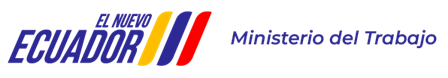 EL NUEVO
ECUADOR
Ministerio del Trabajo